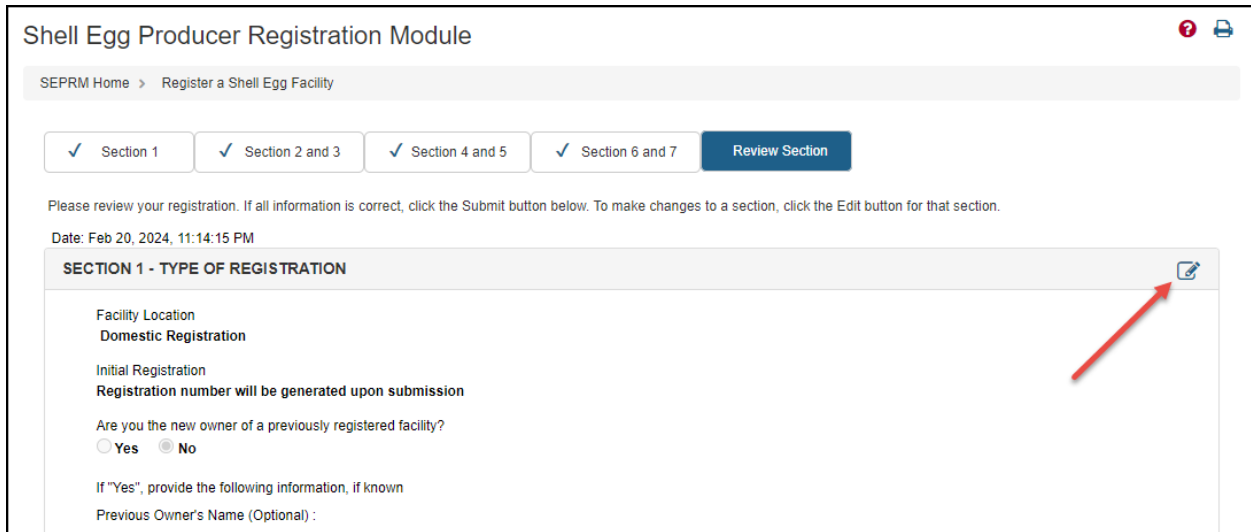 Shell Egg Producer Registration Module
SEPRM Home > Register a Shell Egg Facility
✓ Section 1 ✓ Section 2 and 3 ✓ Section 4 and 5 ✓ Section 6 and 7 Review Section
Please review your registration. If all information is correct, click the Submit button below. To make changes to a section, click the Edit button for that section.
Date: Feb 20, 2024, 11:14:15 PM
SECTION 1 - TYPE OF REGISTRATION
Facility Location
Domestic Registration
Initial Registration
Registration number will be generated upon submission
Are you the new owner of a previously registered facility?
Yes No
If "Yes", provide the following information, if known
Previous Owner's Name (Optional) :